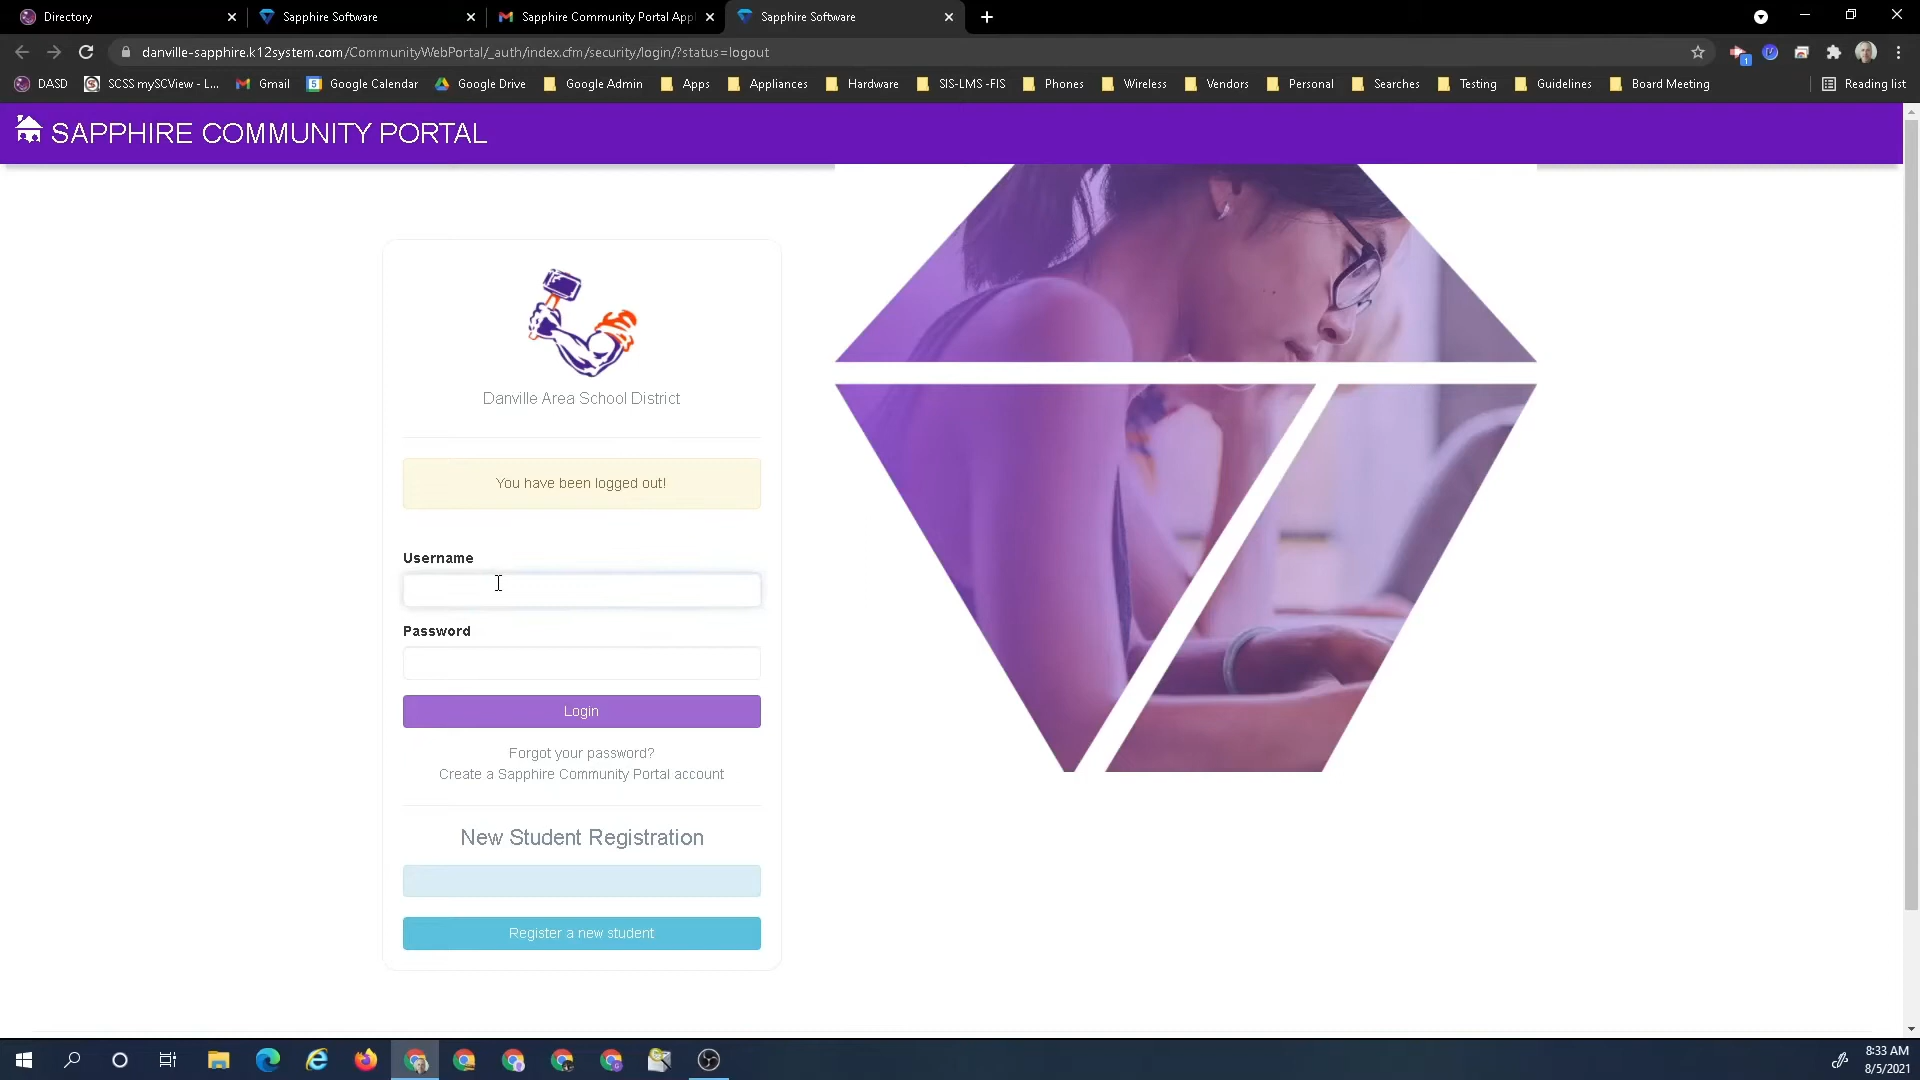 Directory
Sapphire Software
Sapphire Community Portal Appl
Sapphire Software
danville-sapphire.k12system.com/CommunityWebPortal/_auth/index.cfm/security/login/?status=logout
1
DASD
SCSS mySCView - L...
Gmail
Google Calendar
Google Drive
Google Admin
Apps
Appliances
Hardware
SIS-LMS -FIS
Phones
Wireless
Vendors
Personal
Searches
Testing
Guidelines
Board Meeting
Reading list
SAPPHIRE COMMUNITY PORTAL
Danville Area School District
You have been logged out!
Username
Password
Login
Forgot your password?
Create a Sapphire Community Portal account
New Student Registration
Register a new student
8:33 AM
8/5/2021